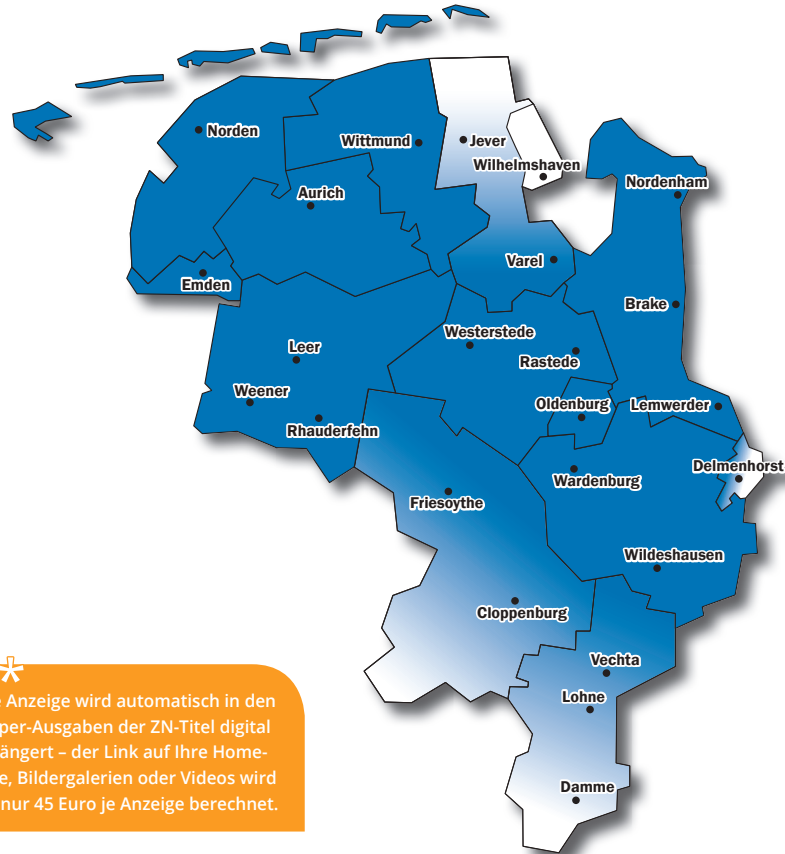 Norden
Wittmund
Jever
Wilhelmshaven
Nordenham
Aurich
Varel
Emden
Brake
Westerstede
Leer
Rastede
Weener
Oldenburg
Lemwerder
Rhauderfehn
Delmenhorst
Wardenburg
Friesoythe
Wildeshausen
Cloppenburg
Vechta
Lohne
Damme
*
Anzeige wird automatisch in den
per-Ausgaben der ZN-Titel digital
ängert – der Link auf Ihre Home-
e, Bildergalerien oder Videos wird
nur 45 Euro je Anzeige berechnet.